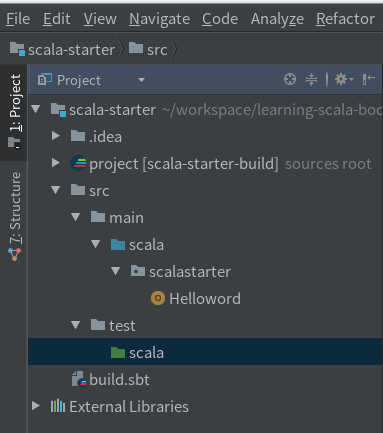 File Edit View Navigate Code Analyze Refactor
scala-starter src
Project
scala-starter ~/workspace/learning-scala-boo
.idea
project [scala-starter-build] sources root
src
main
scala
scalastarter
Helloword
test
scala
build.sbt
External Libraries
1: Project
7: Structure